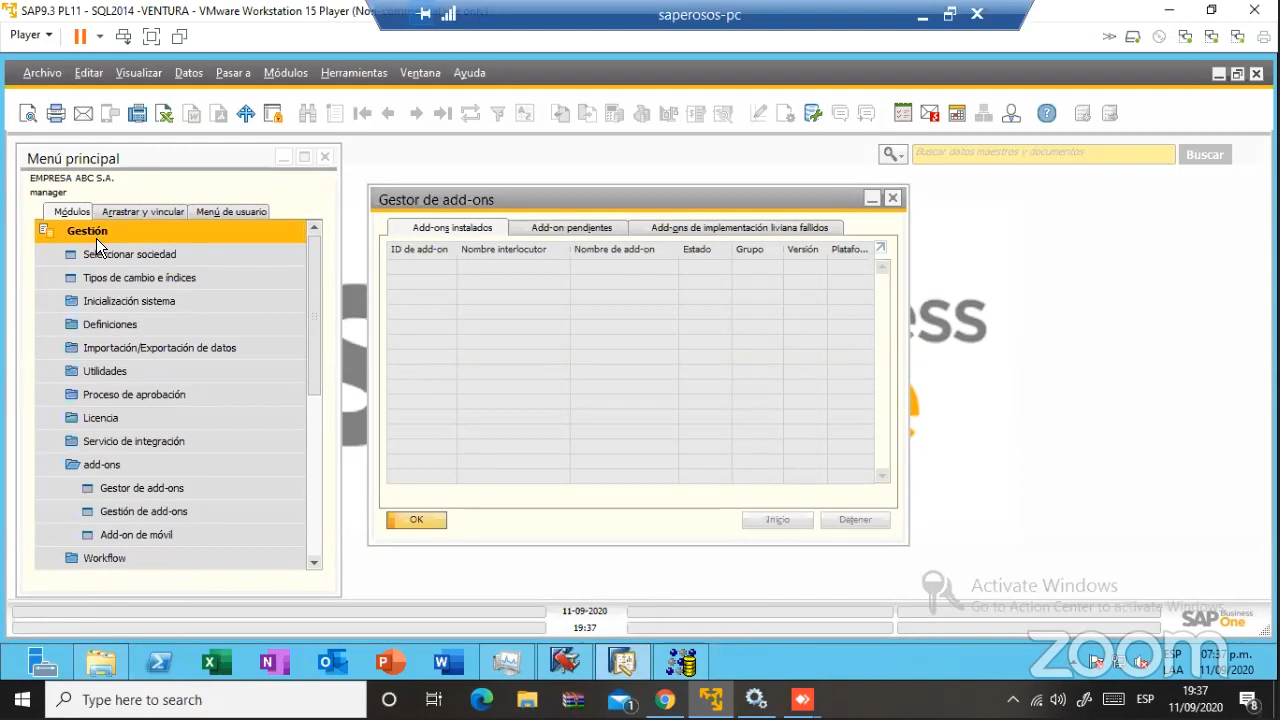 SAP9.3 PL11 - SQL2014 -VENTURA - VMware Workstation 15 Player (Non-
saperosos-pc
Player
Archivo Editar Visualizar Datos Pasar a Módulos Herramientas Ventana Ayuda
Menú principal
Buscar datos maestros y documentos
Buscar
EMPRESA ABC S.A.
manager
Módulos Arrastrar y vincular Menú de usuario
Gestión
Seleccionar sociedad
Tipos de cambio e índices
Inicialización sistema
Definiciones
Importación/Exportación de datos
Utilidades
Proceso de aprobación
Licencia
Servicio de integración
add-ons
Gestor de add-ons
Gestión de add-ons
Add-on de móvil
Workflow
Gestor de add-ons
Add-ons instalados Add-on pendientes Add-ons de implementación liviana fallidos
ID de add-on Nombre interlocutor Nombre de add-on Estado Grupo Versión Platafo...
OK Inicio Detener
ess
Activate Windows
Go to Action Center to activate Windows.
11-09-2020
19:37
SAP Business One
zoom
ESP 07:37 p.m.
LAA 11/09/2020
Type here to search
ESP
19:37
11/09/2020
8